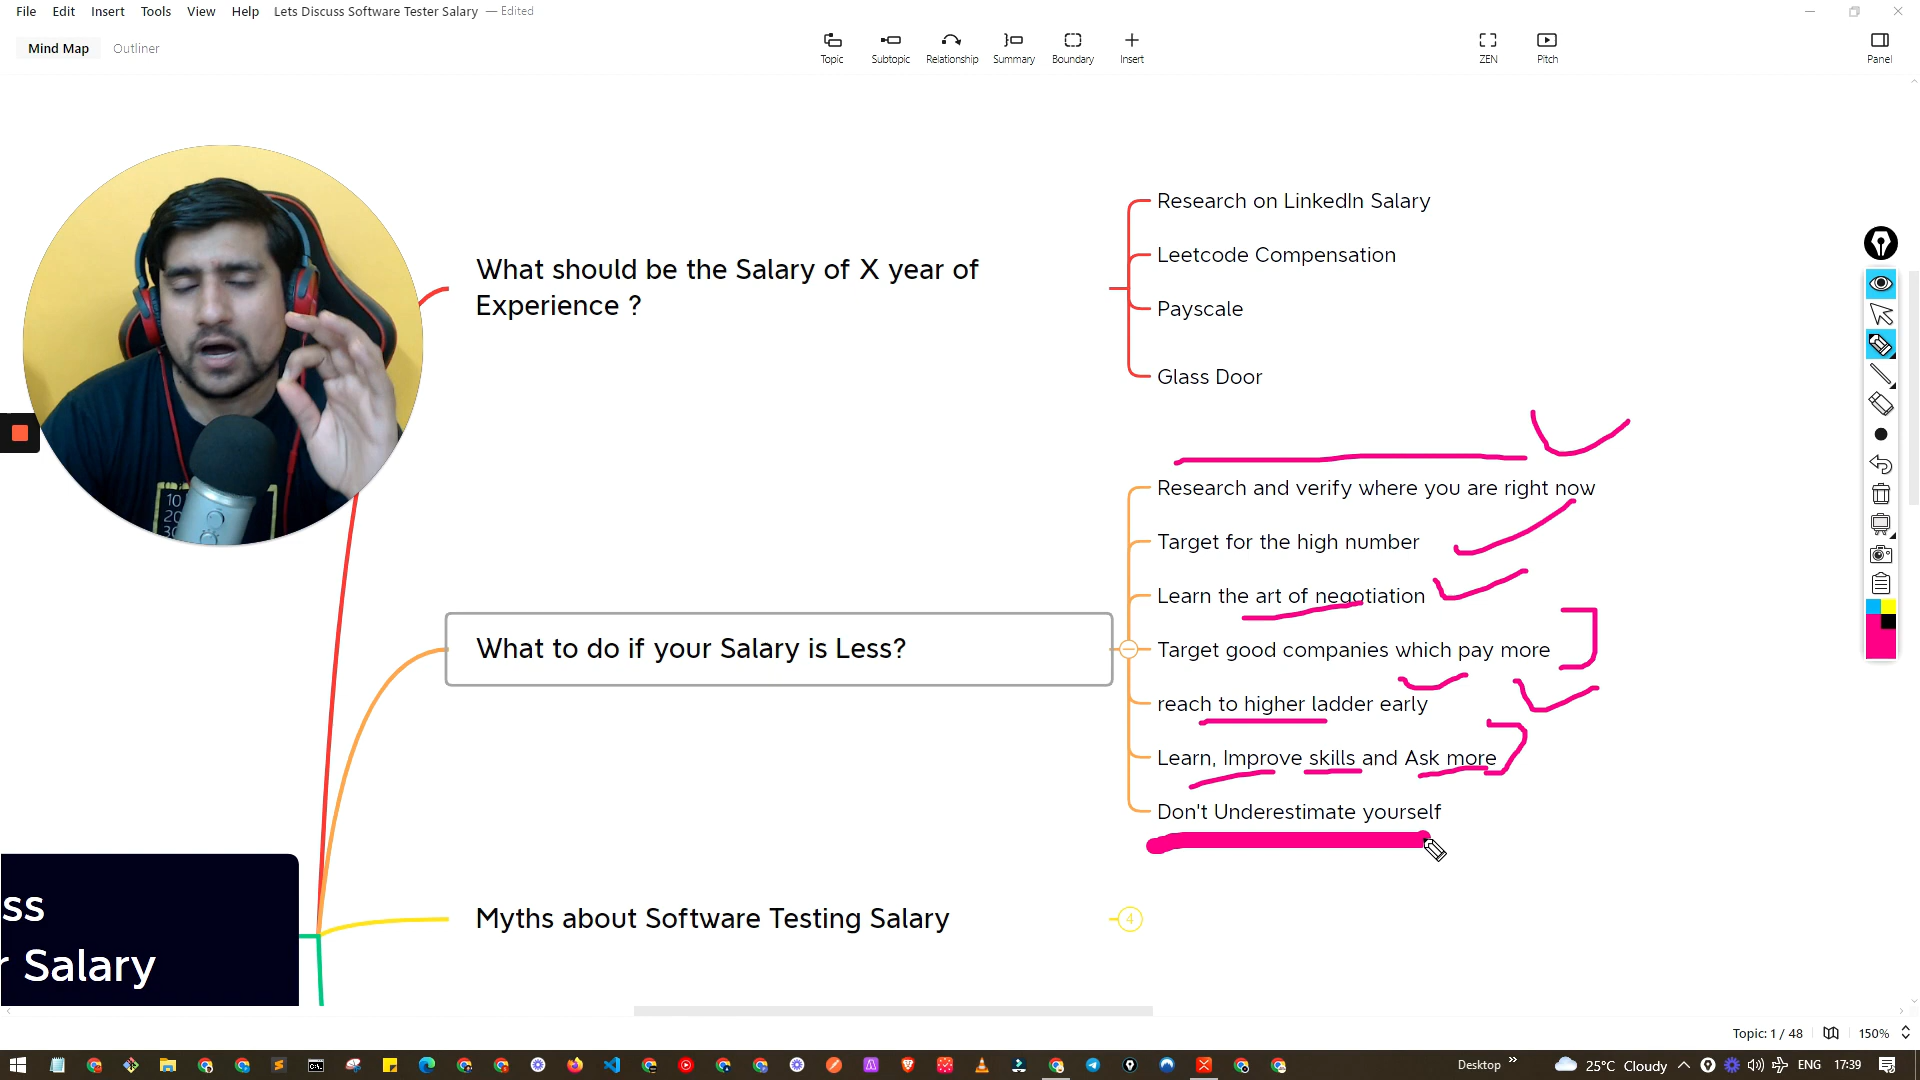 File Edit Insert Tools View Help Lets Discuss Software Tester Salary — Edited
Mind Map Outliner
Topic Subtopic Relationship Summary Boundary Insert
ZEN Pitch
Panel
What should be the Salary of X year of
Experience ?
Research on LinkedIn Salary
Leetcode Compensation
Payscale
Glass Door
What to do if your Salary is Less?
Research and verify where you are right now
Target for the high number
Learn the art of negotiation
Target good companies which pay more
reach to higher ladder early
Learn, Improve skills and Ask more
Don't Underestimate yourself
Myths about Software Testing Salary
4
ss
r Salary
10
20
30
Topic: 1 / 48 150%
Desktop » 25°C Cloudy ENG 17:39